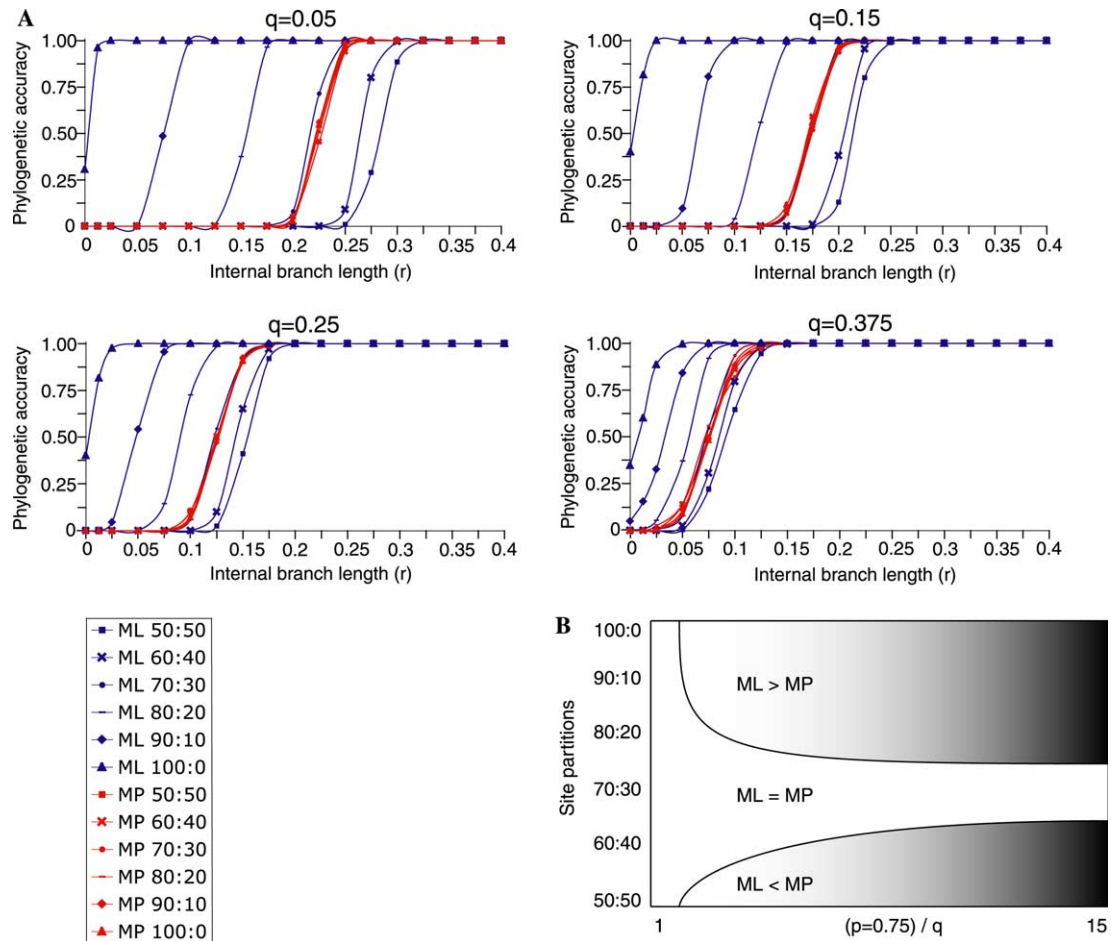 A
q=0.05
Phylogenetic accuracy
1.00
0.75
0.50
0.25
0
0 0.05 0.1 0.15 0.2 0.25 0.3 0.35 0.4
Internal branch length (r)
q=0.15
Phylogenetic accuracy
1.00
0.75
0.50
0.25
0
0 0.05 0.1 0.15 0.2 0.25 0.3 0.35 0.4
Internal branch length (r)
q=0.25
Phylogenetic accuracy
1.00
0.75
0.50
0.25
0
0 0.05 0.1 0.15 0.2 0.25 0.3 0.35 0.4
Internal branch length (r)
q=0.375
Phylogenetic accuracy
1.00
0.75
0.50
0.25
0
0 0.05 0.1 0.15 0.2 0.25 0.3 0.35 0.4
Internal branch length (r)
ML 50:50
ML 60:40
ML 70:30
ML 80:20
ML 90:10
ML 100:0
MP 50:50
MP 60:40
MP 70:30
MP 80:20
MP 90:10
MP 100:0
B
Site partitions
100:0
90:10
80:20
70:30
60:40
50:50
ML > MP
ML = MP
ML < MP
1 (p=0.75) / q 15